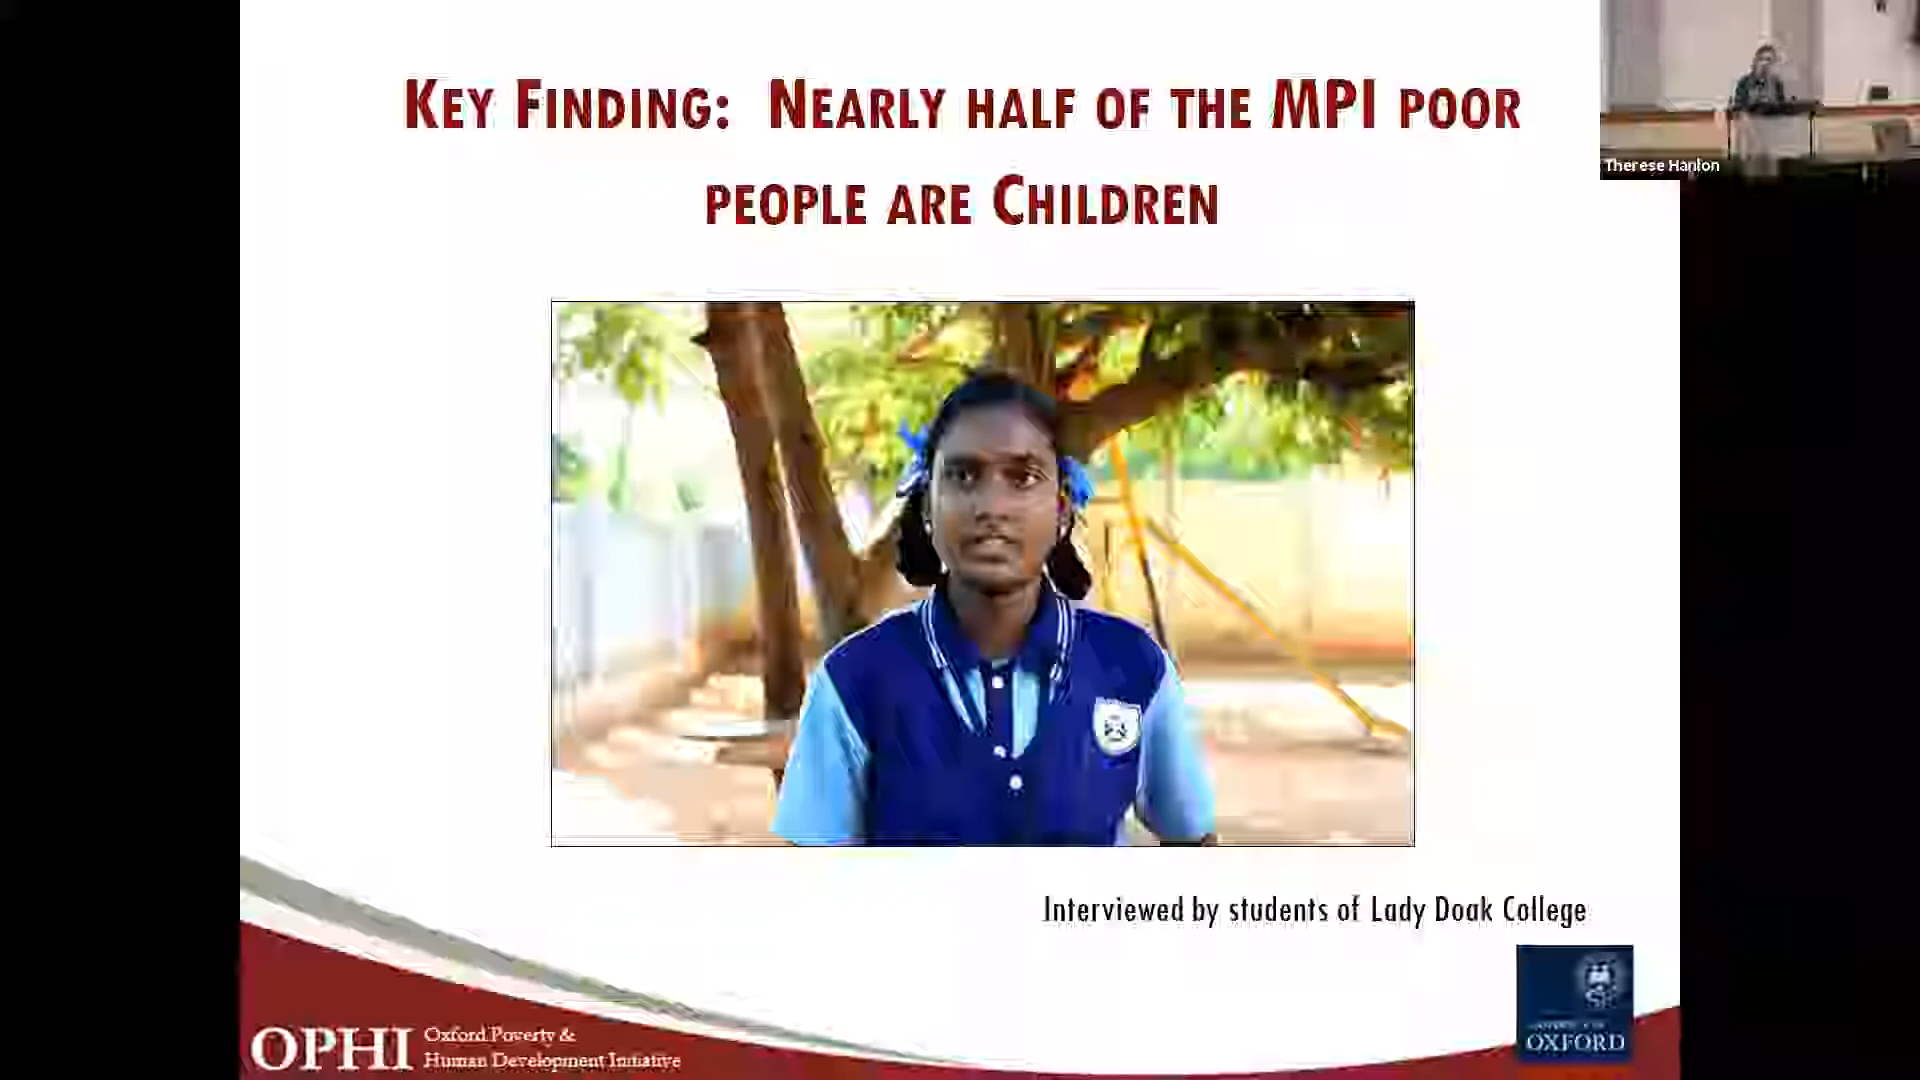 KEY FINDING: NEARLY HALF OF THE MPI POOR
PEOPLE ARE CHILDREN
Therese Hanlon
Interviewed by students of Lady Doak College
OPHI
Oxford Poverty &
Human Development Initiative
OXFORD